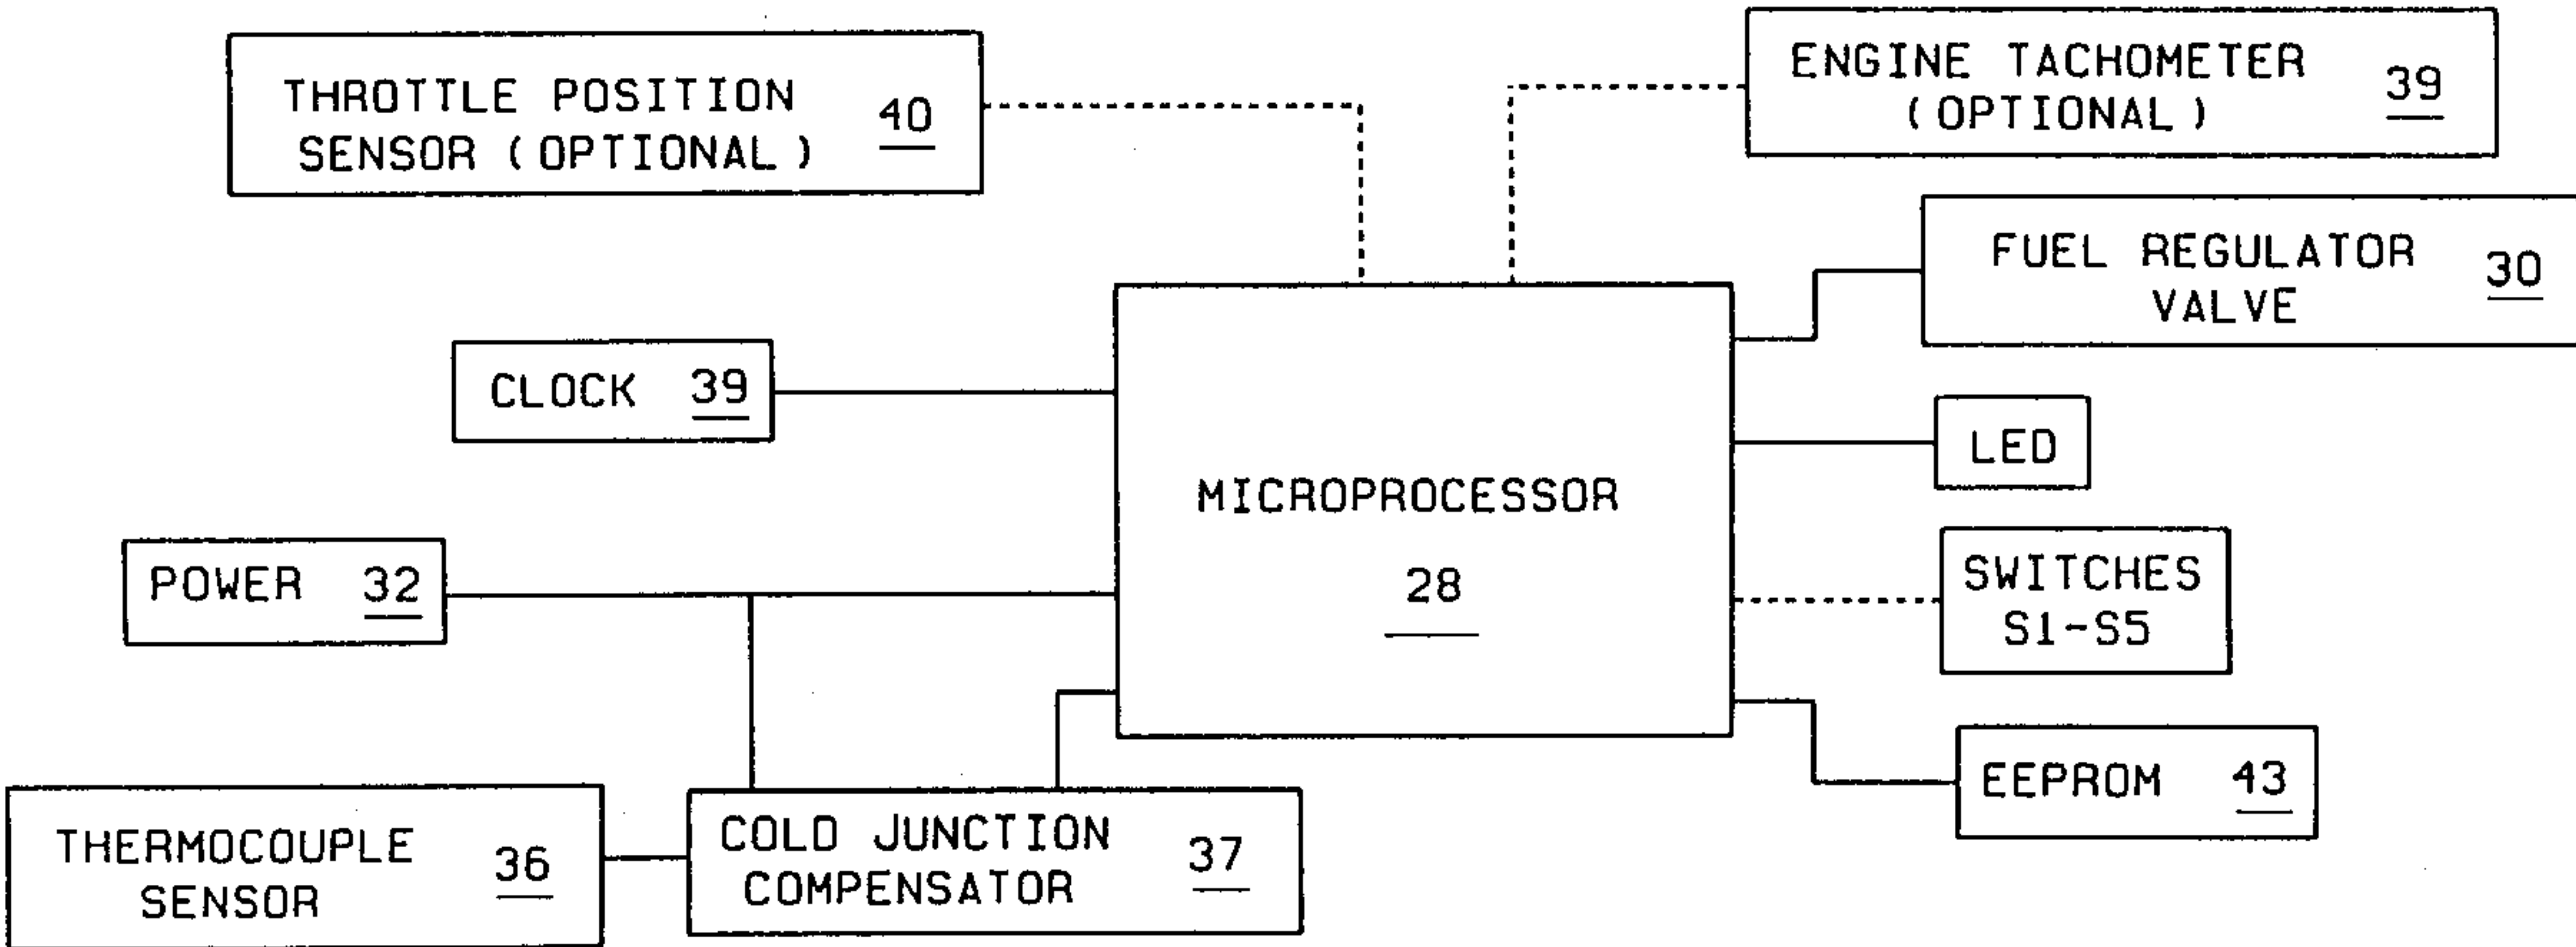 THROTTLE POSITION
SENSOR (OPTIONAL)
40
ENGINE TACHOMETER
(OPTIONAL)
39
FUEL REGULATOR
VALVE
30
CLOCK 39
LED
MICROPROCESSOR
28
POWER 32
SWITCHES
S1-S5
EEPROM 43
THERMOCOUPLE
SENSOR
36
COLD JUNCTION
COMPENSATOR
37